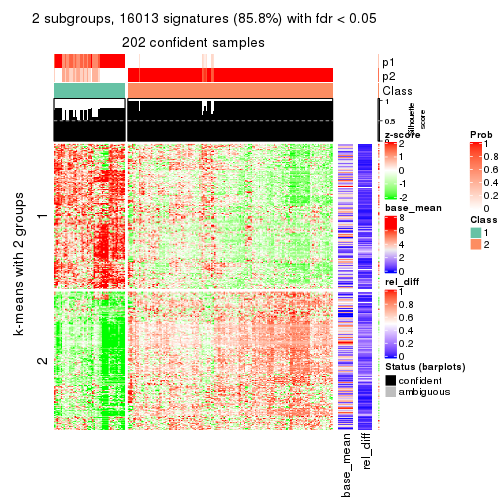 2 subgroups, 16013 signatures (85.8%) with fdr < 0.05
202 confident samples
p1
p2
Class
1
0.5
0
Silhouette
score
k-means with 2 groups
1
2
base_mean
rel_diff
z-score
2
1
0
-1
-2
base_mean
8
6
4
2
0
rel_diff
1
0.8
0.6
0.4
0.2
0
Status (barplots)
confident
ambiguous
Prob
1
0.8
0.6
0.4
0.2
0
Class
1
2